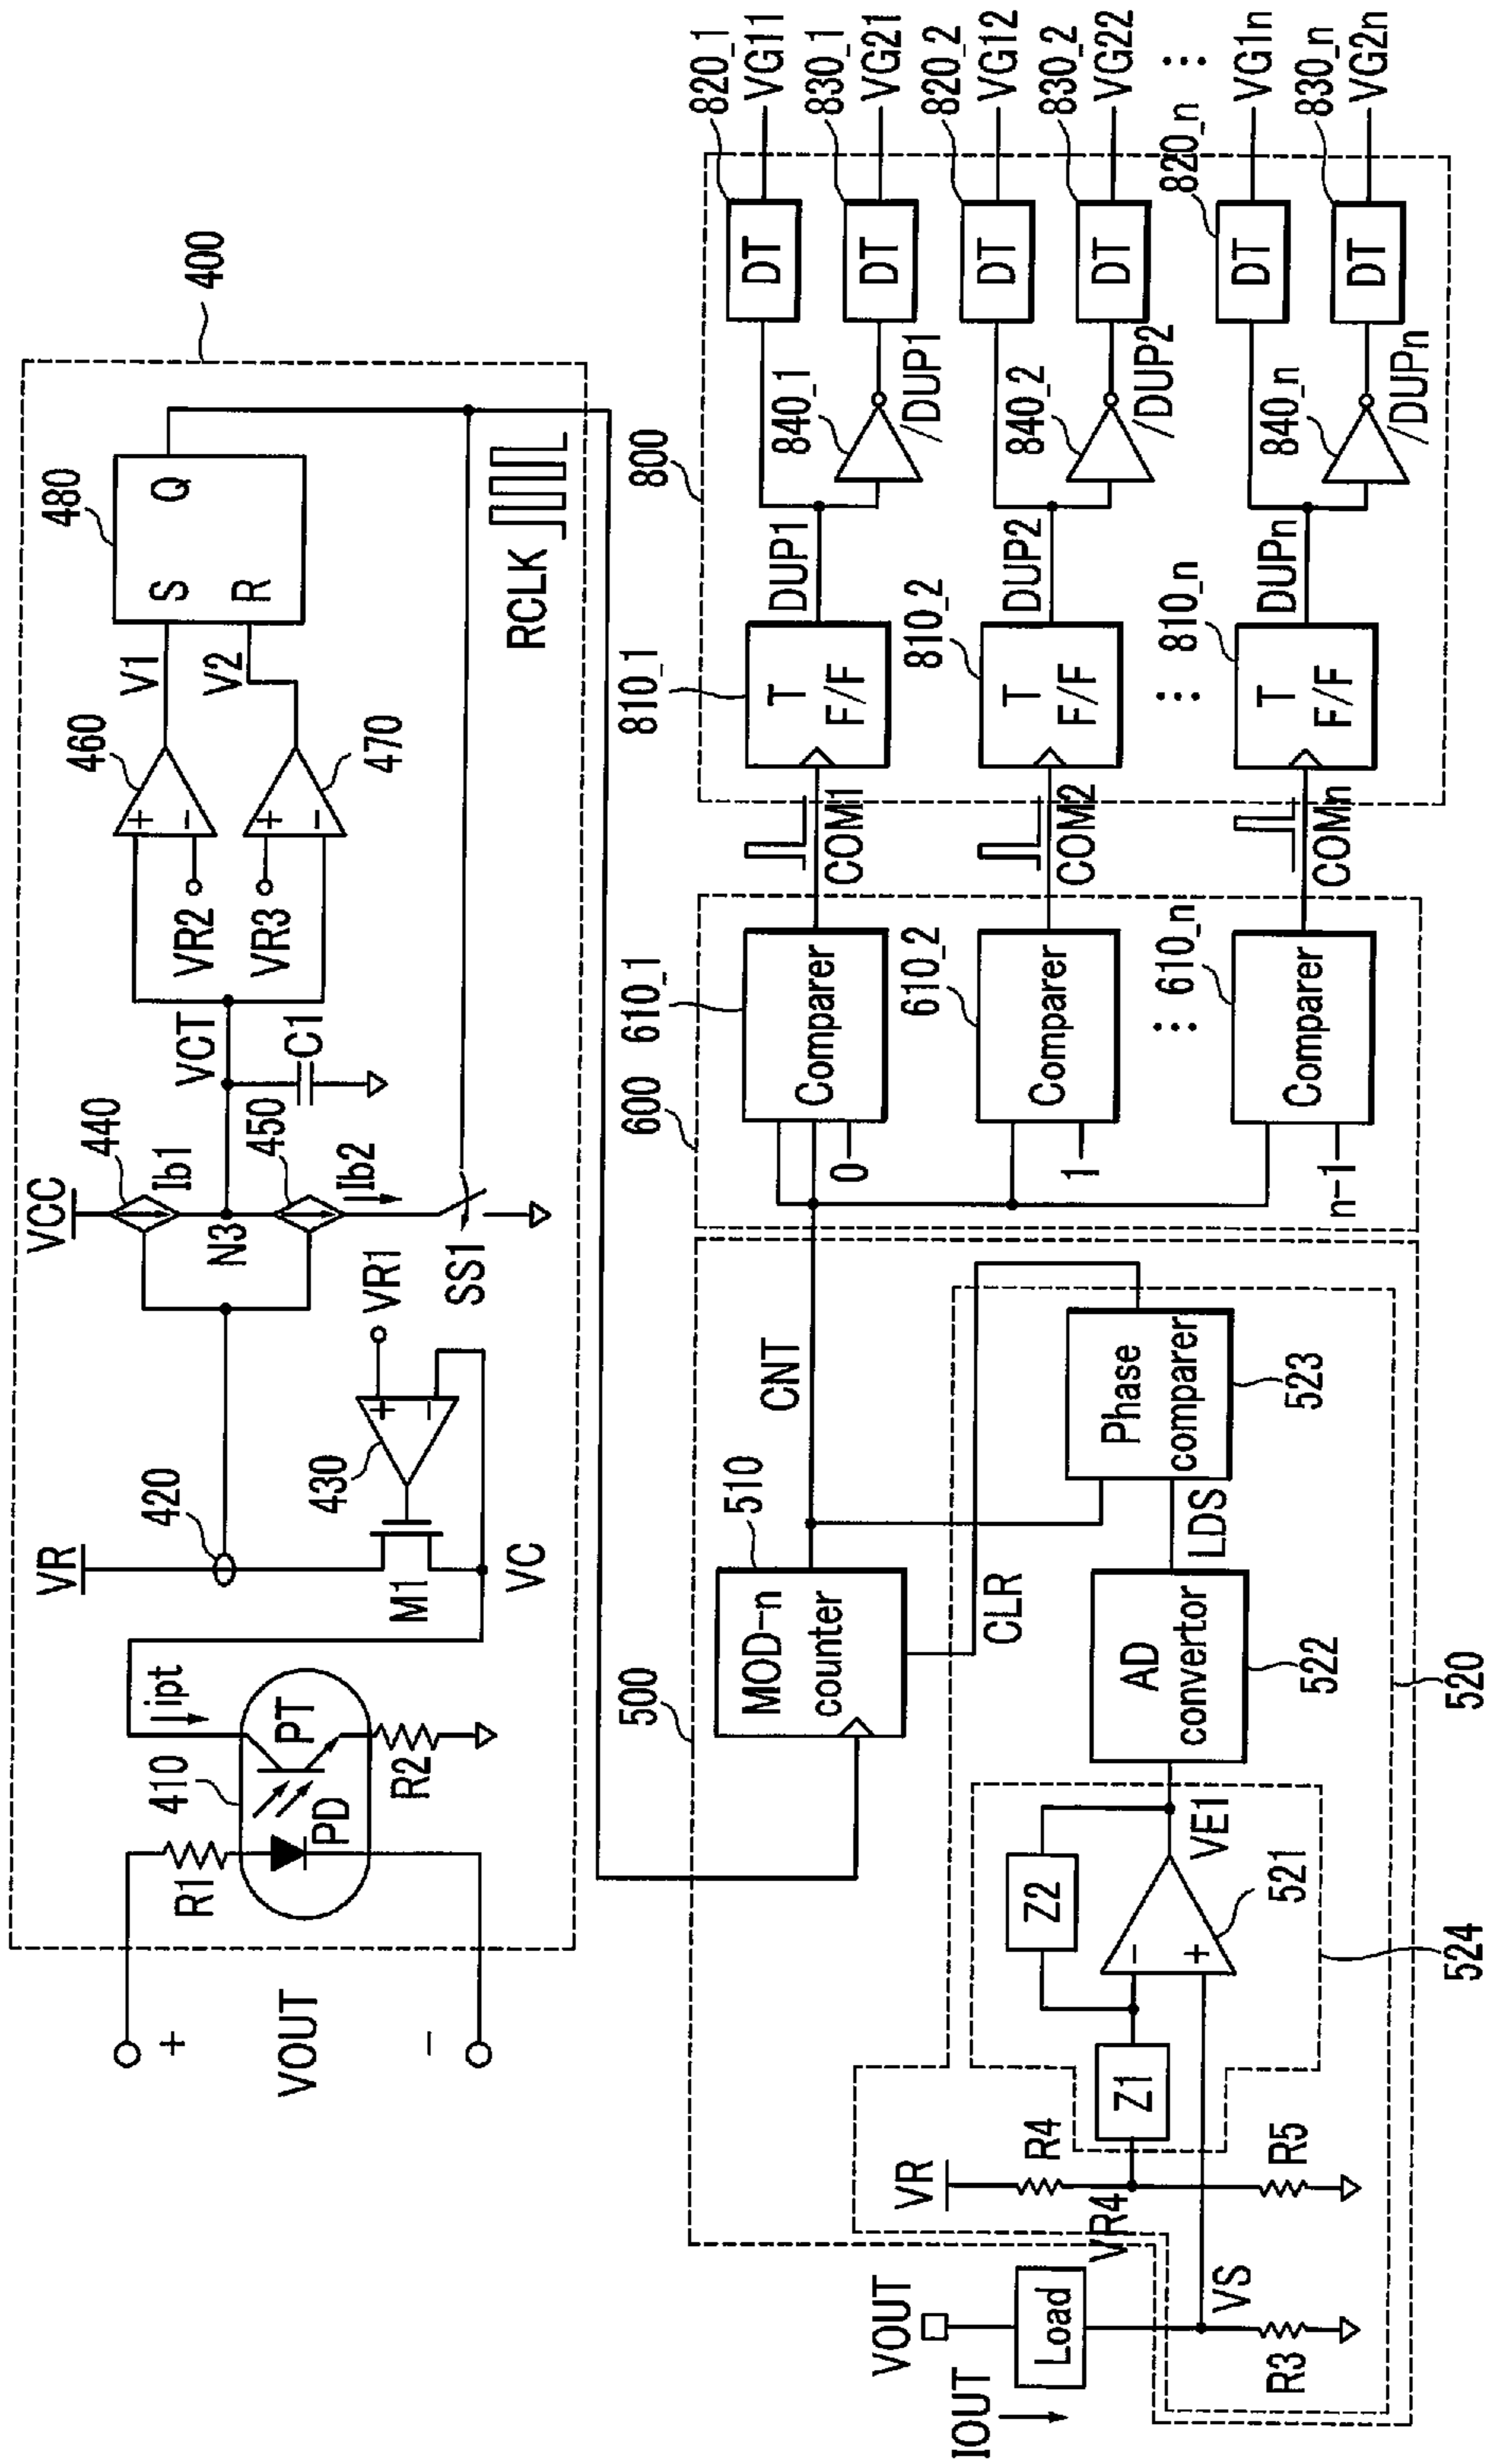 400
VOUT
+
−
R1
410
PD
PT
Iipt
R2
VR
420
M1
VC
430
+
−
VR1
VCC
440
Ib1
N3
450
Ib2
SS1
VCT
C1
VR2
VR3
460
+
−
470
+
−
V1
V2
480
S
R
Q
RCLK
500
MOD-n
counter
510
CNT
CLR
VOUT
IOUT
Load
VS
R3
VR
R4
VR4
R5
Z1
Z2
−
+
521
VE1
524
AD
convertor
522
LDS
Phase
comparer
523
520
600
610_1
Comparer
0
610_2
Comparer
1
⋮
610_n
Comparer
n-1
COM1
COM2
COMn
800
810_1
T
F/F
DUP1
840_1
/DUP1
DT
820_1
VG11
DT
830_1
VG21
810_2
T
F/F
DUP2
840_2
/DUP2
DT
820_2
VG12
DT
830_2
VG22
⋮
⋮
810_n
T
F/F
DUPn
840_n
/DUPn
DT
820_n
VG1n
DT
830_n
VG2n